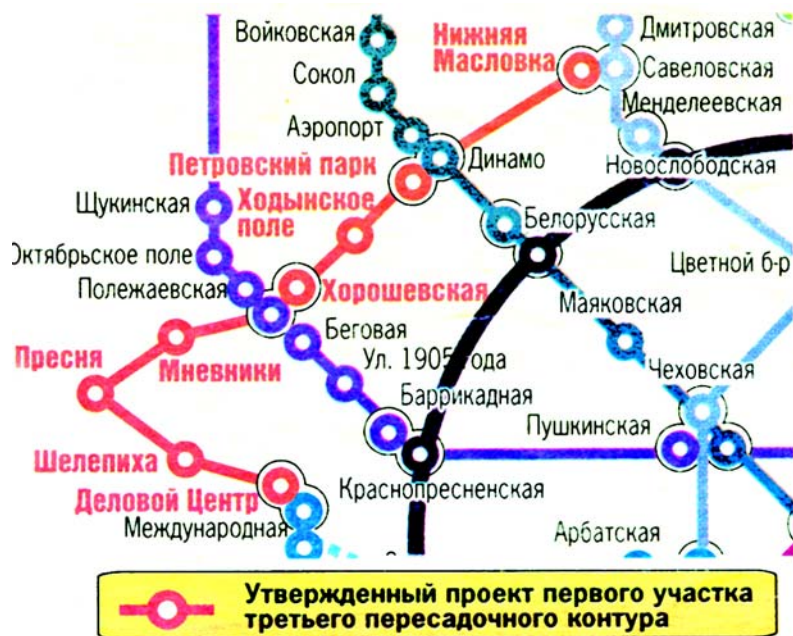 Войковская
Нижняя
Масловка
Дмитровская
Сокол
Савеловская
Менделеевская
Аэропорт
Динамо
Новослободская
Петровский парк
Щукинская
Ходынское
поле
Белорусская
Октябрьское поле
Цветной б-р
Полежаевская
Хорошевская
Маяковская
Беговая
Пресня
Мневники
Ул. 1905 года
Чеховская
Баррикадная
Пушкинская
Шелепиха
Деловой Центр
Краснопресненская
Международная
Арбатская
Утвержденный проект первого участка
третьего пересадочного контура